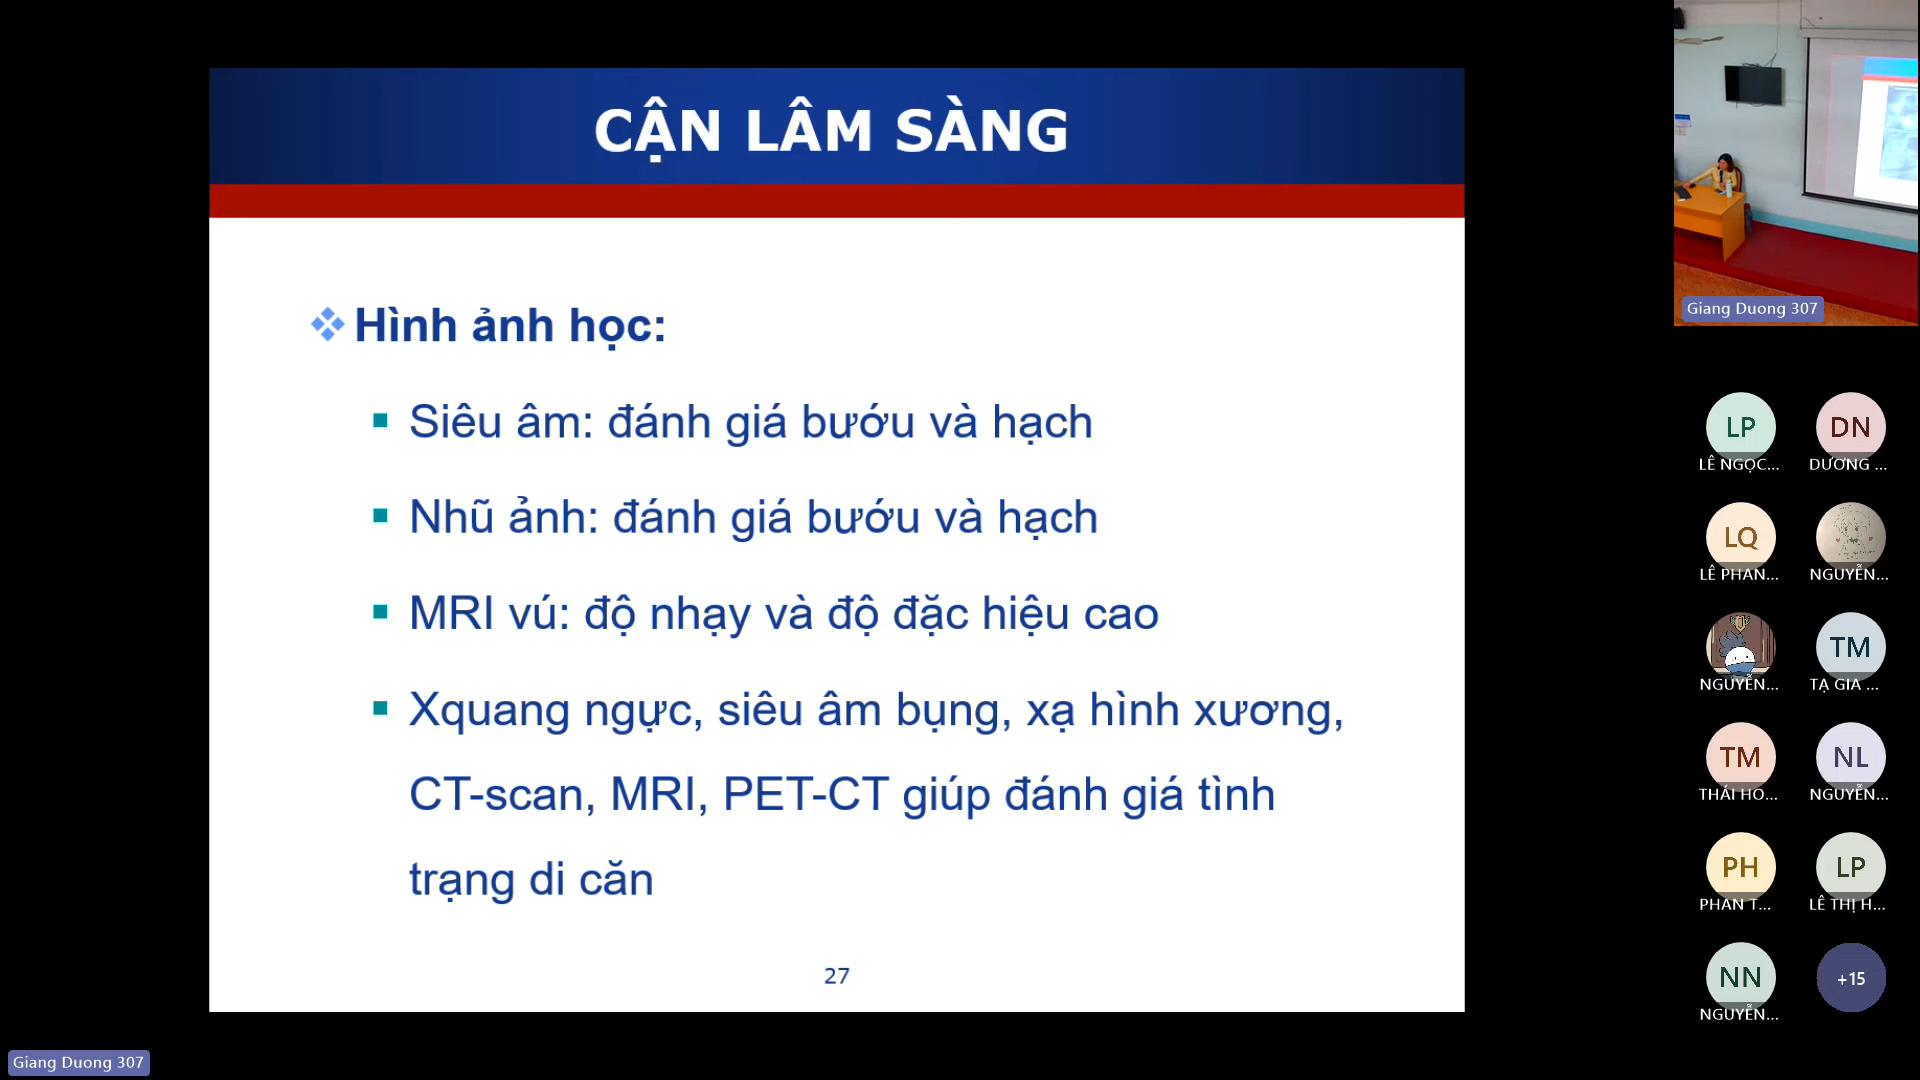 CẬN LÂM SÀNG
Hình ảnh học:
Siêu âm: đánh giá bướu và hạch
Nhũ ảnh: đánh giá bướu và hạch
MRI vú: độ nhạy và độ đặc hiệu cao
Xquang ngực, siêu âm bụng, xạ hình xương,
CT-scan, MRI, PET-CT giúp đánh giá tình
trạng di căn
27
Giang Duong 307
Giang Duong 307
LP
LÊ NGỌC...
DN
DƯƠNG ...
LQ
LÊ PHAN...
NGUYỄN...
NGUYỄN...
TM
TẠ GIA ...
TM
THÁI HO...
NL
NGUYỄN...
PH
PHAN T...
LP
LÊ THỊ H...
NN
NGUYỄN...
+15